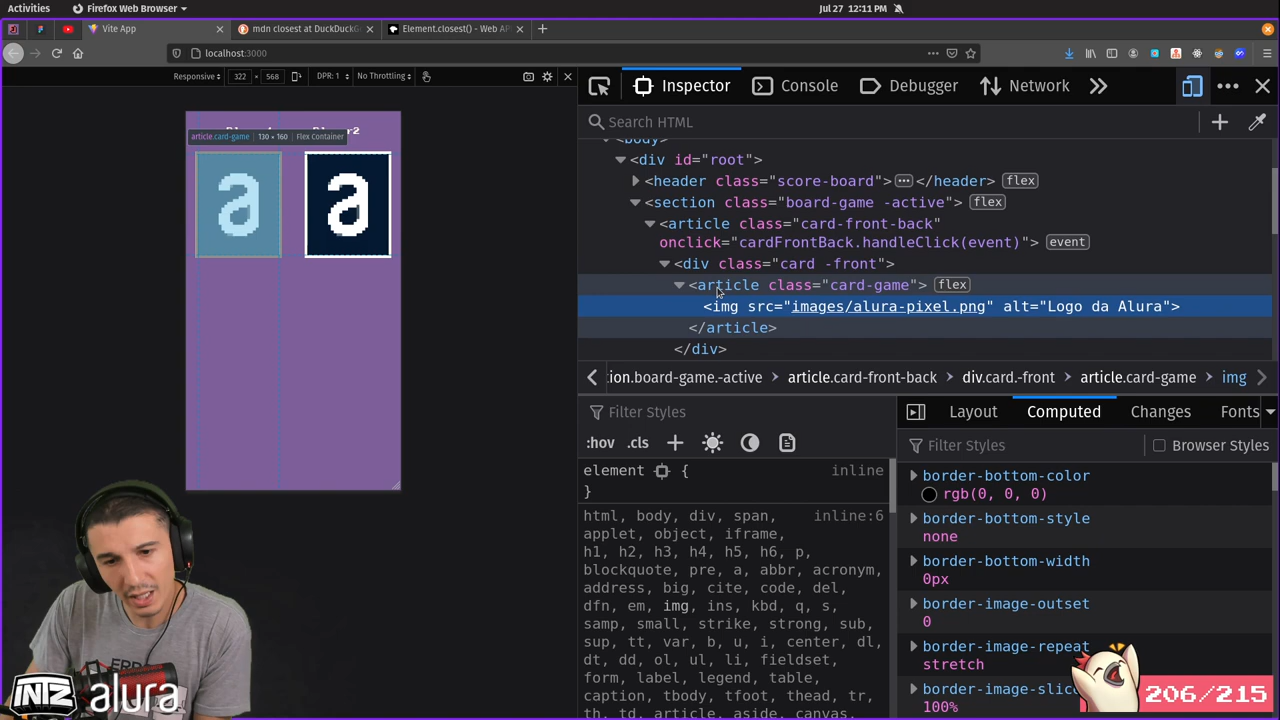 Activities
Firefox Web Browser
Jul 27 12:11 PM
Vite App
mdn closest at DuckDuckG
Element.closest() - Web AP
localhost:3000
Responsive
322 × 568
DPR: 1
No Throttling
Inspector
Console
Debugger
Network
Search HTML
article.card-game | 130 × 160 | Flex Container
<body>
<div id="root">
<header class="score-board"> </header> flex
<section class="board-game -active"> flex
<article class="card-front-back"
onclick="cardFrontBack.handleClick(event)"> event
<div class="card -front">
<article class="card-game"> flex
<img src="images/alura-pixel.png" alt="Logo da Alura">
</article>
</div>
ion.board-game.-active
article.card-front-back
div.card.-front
article.card-game
img
Filter Styles
:hov .cls
element { inline
}
html, body, div, span, inline:6
applet, object, iframe,
h1, h2, h3, h4, h5, h6, p,
blockquote, pre, a, abbr, acronym,
address, big, cite, code, del,
dfn, em, img, ins, kbd, q, s,
samp, small, strike, strong, sub,
sup, tt, var, b, u, i, center, dl,
dt, dd, ol, ul, li, fieldset,
form, label, legend, table,
caption, tbody, tfoot, thead, tr,
th, td, article, aside, canvas,
Layout
Computed
Changes
Fonts
Filter Styles
Browser Styles
border-bottom-color
rgb(0, 0, 0)
border-bottom-style
none
border-bottom-width
0px
border-image-outset
0
border-image-repeat
stretch
border-image-slic
100%
INTZ alura
206/215